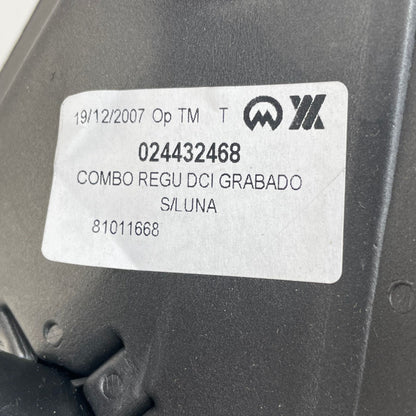 19/12/2007 Op TM T
024432468
COMBO REGU DCI GRABADO
S/LUNA
81011668